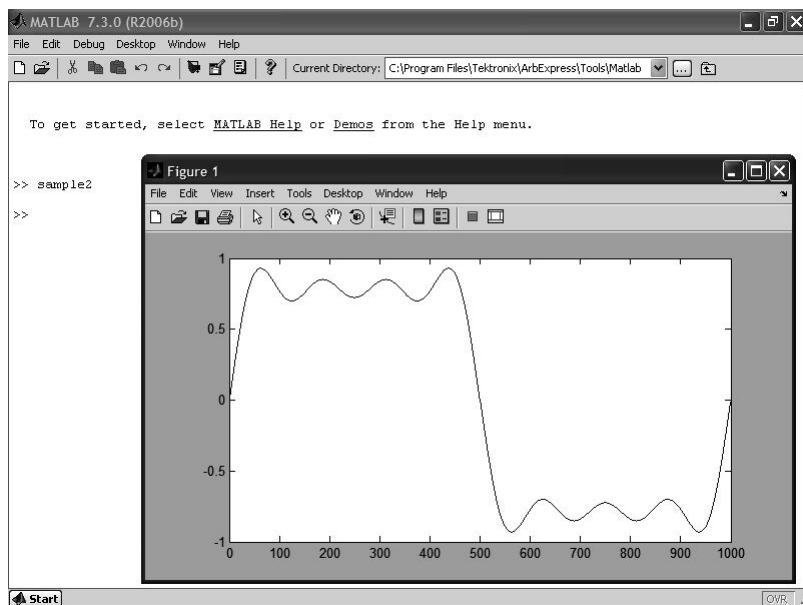 MATLAB 7.3.0 (R2006b)
File Edit Debug Desktop Window Help
Current Directory: C:\Program Files\Tektronix\ArbExpress\Tools\Matlab ...
To get started, select MATLAB Help or Demos from the Help menu.
>> sample2
>>
Figure 1
File Edit View Insert Tools Desktop Window Help
1
0.5
0
-0.5
-1
0 100 200 300 400 500 600 700 800 900 1000
Start
OVR